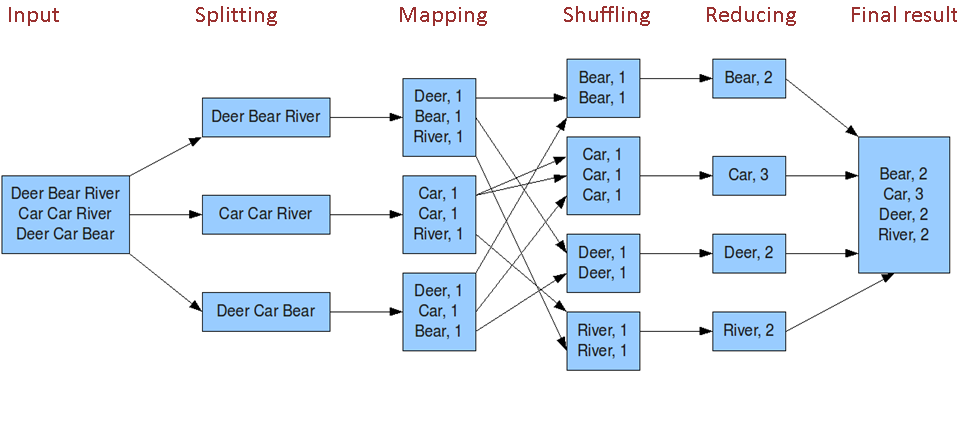 Input
Splitting
Mapping
Shuffling
Reducing
Final result
Deer Bear River
Car Car River
Deer Car Bear
Deer Bear River
Car Car River
Deer Car Bear
Deer, 1
Bear, 1
River, 1
Car, 1
Car, 1
River, 1
Deer, 1
Car, 1
Bear, 1
Bear, 1
Bear, 1
Car, 1
Car, 1
Car, 1
Deer, 1
Deer, 1
River, 1
River, 1
Bear, 2
Car, 3
Deer, 2
River, 2
Bear, 2
Car, 3
Deer, 2
River, 2